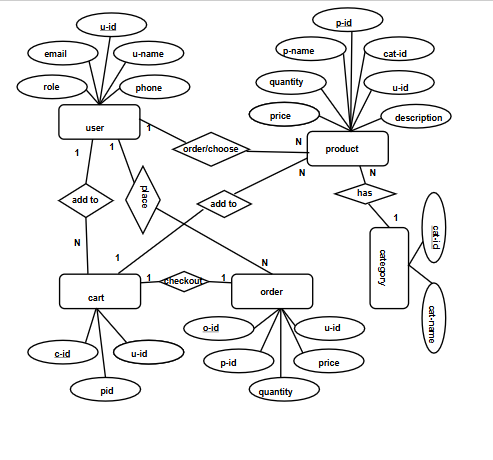 u-id
email
u-name
role
phone
user
p-id
p-name
cat-id
quantity
u-id
price
description
product
1
order/choose
N
1
1
N
N
add to
place
add to
has
N
1
N
1
cat-id
category
cat-name
cart
1
checkout
1
order
c-id
u-id
pid
o-id
u-id
p-id
price
quantity